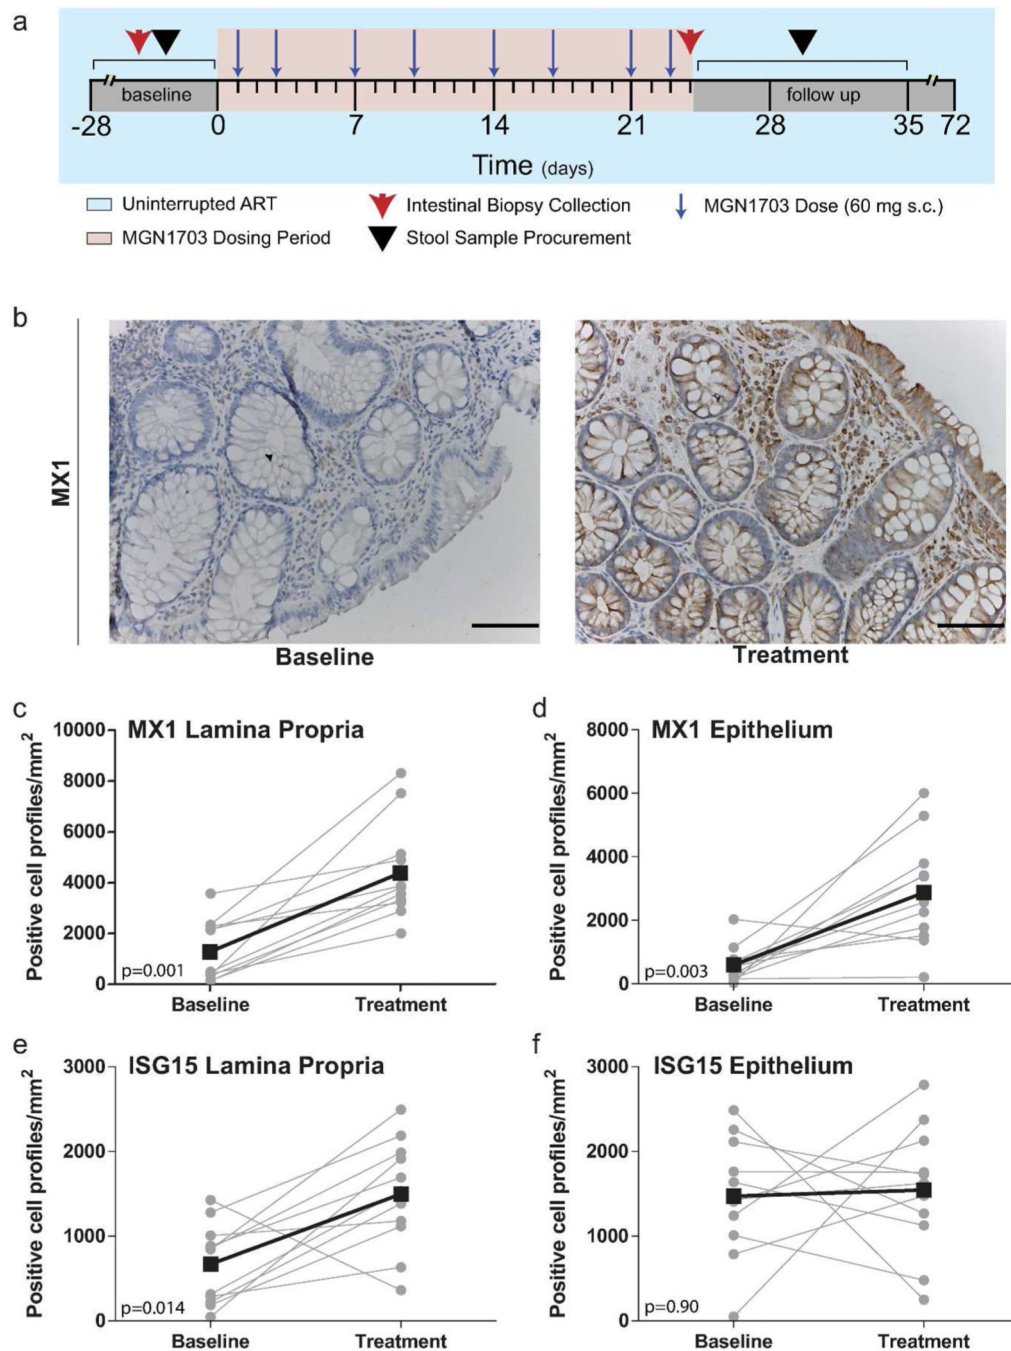 a
baseline
follow up
-28 0 7 14 21 28 35 72
Time (days)
Uninterrupted ART
Intestinal Biopsy Collection
MGN1703 Dose (60 mg s.c.)
MGN1703 Dosing Period
Stool Sample Procurement
b
MX1
Baseline
Treatment
c
MX1 Lamina Propria
Positive cell profiles/mm²
10000
8000
6000
4000
2000
0
p=0.001
Baseline Treatment
d
MX1 Epithelium
Positive cell profiles/mm²
8000
6000
4000
2000
0
p=0.003
Baseline Treatment
e
ISG15 Lamina Propria
Positive cell profiles/mm²
3000
2000
1000
0
p=0.014
Baseline Treatment
f
ISG15 Epithelium
Positive cell profiles/mm²
3000
2000
1000
0
p=0.90
Baseline Treatment